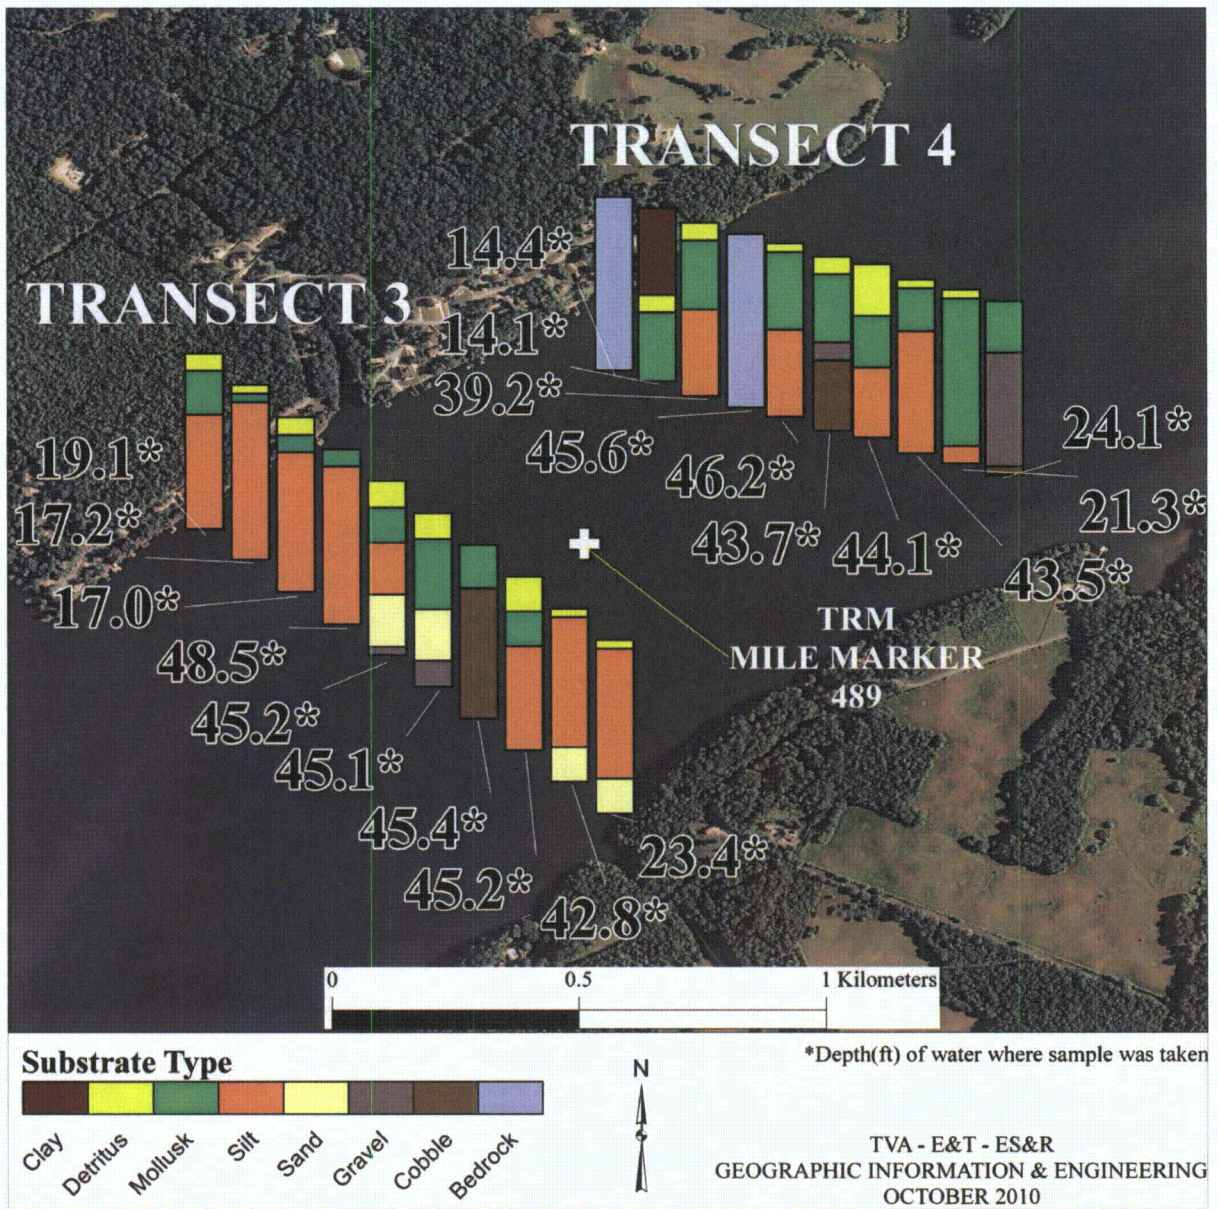 TRANSECT 4
14.4*
TRANSECT 3
14.1*
39.2*
24.1*
45.6*
19.1*
46.2*
21.3*
17.2*
43.7*
44.1*
43.5*
17.0*
TRM
MILE MARKER
489
48.5*
45.2*
45.1*
45.4*
23.4*
45.2*
42.8*
0 0.5 1 Kilometers
Substrate Type
*Depth(ft) of water where sample was taken
N
Clay
Detritus
Mollusk
Silt
Sand
Gravel
Cobble
Bedrock
TVA - E&T - ES&R
GEOGRAPHIC INFORMATION & ENGINEERING
OCTOBER 2010